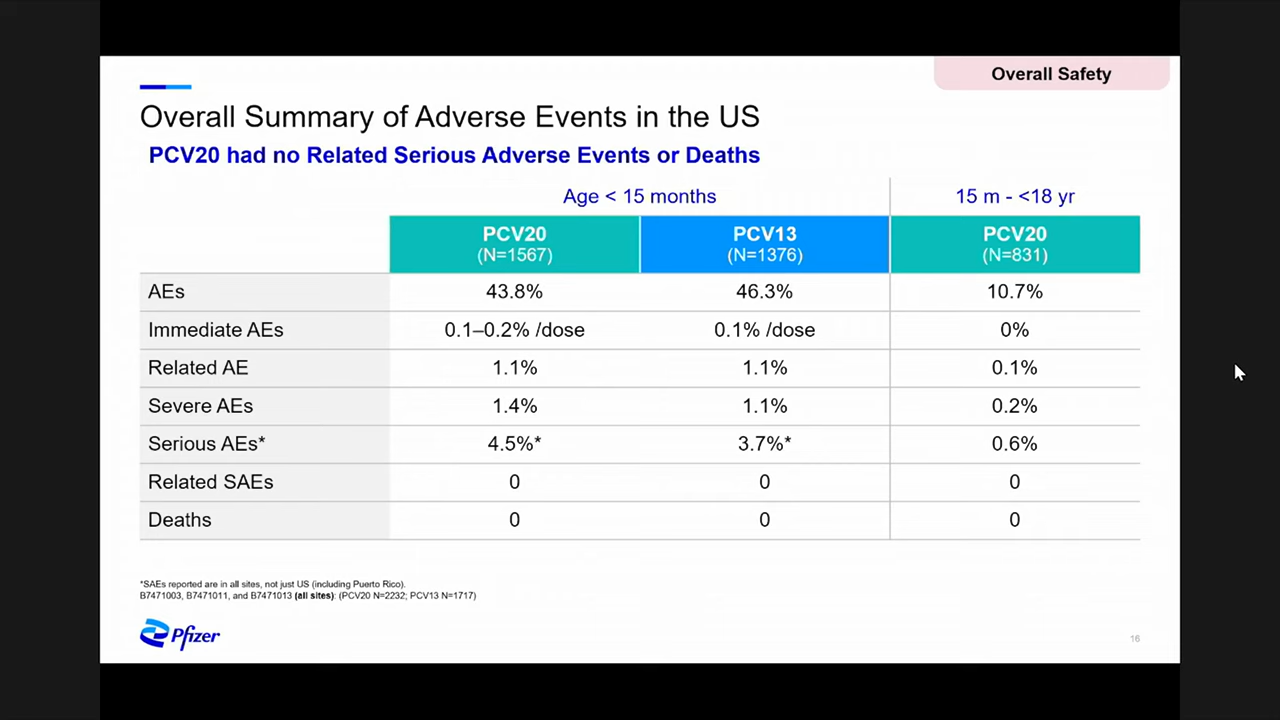 Overall Safety
Overall Summary of Adverse Events in the US
PCV20 had no Related Serious Adverse Events or Deaths
Age < 15 months 15 m - <18 yr
PCV20 PCV13 PCV20
(N=1567) (N=1376) (N=831)
AEs 43.8% 46.3% 10.7%
Immediate AEs 0.1–0.2% /dose 0.1% /dose 0%
Related AE 1.1% 1.1% 0.1%
Severe AEs 1.4% 1.1% 0.2%
Serious AEs* 4.5%* 3.7%* 0.6%
Related SAEs 0 0 0
Deaths 0 0 0
*SAEs reported are in all sites, not just US (including Puerto Rico).
B7471003, B7471011, and B7471013 (all sites): (PCV20 N=2232; PCV13 N=1717)
Pfizer
16